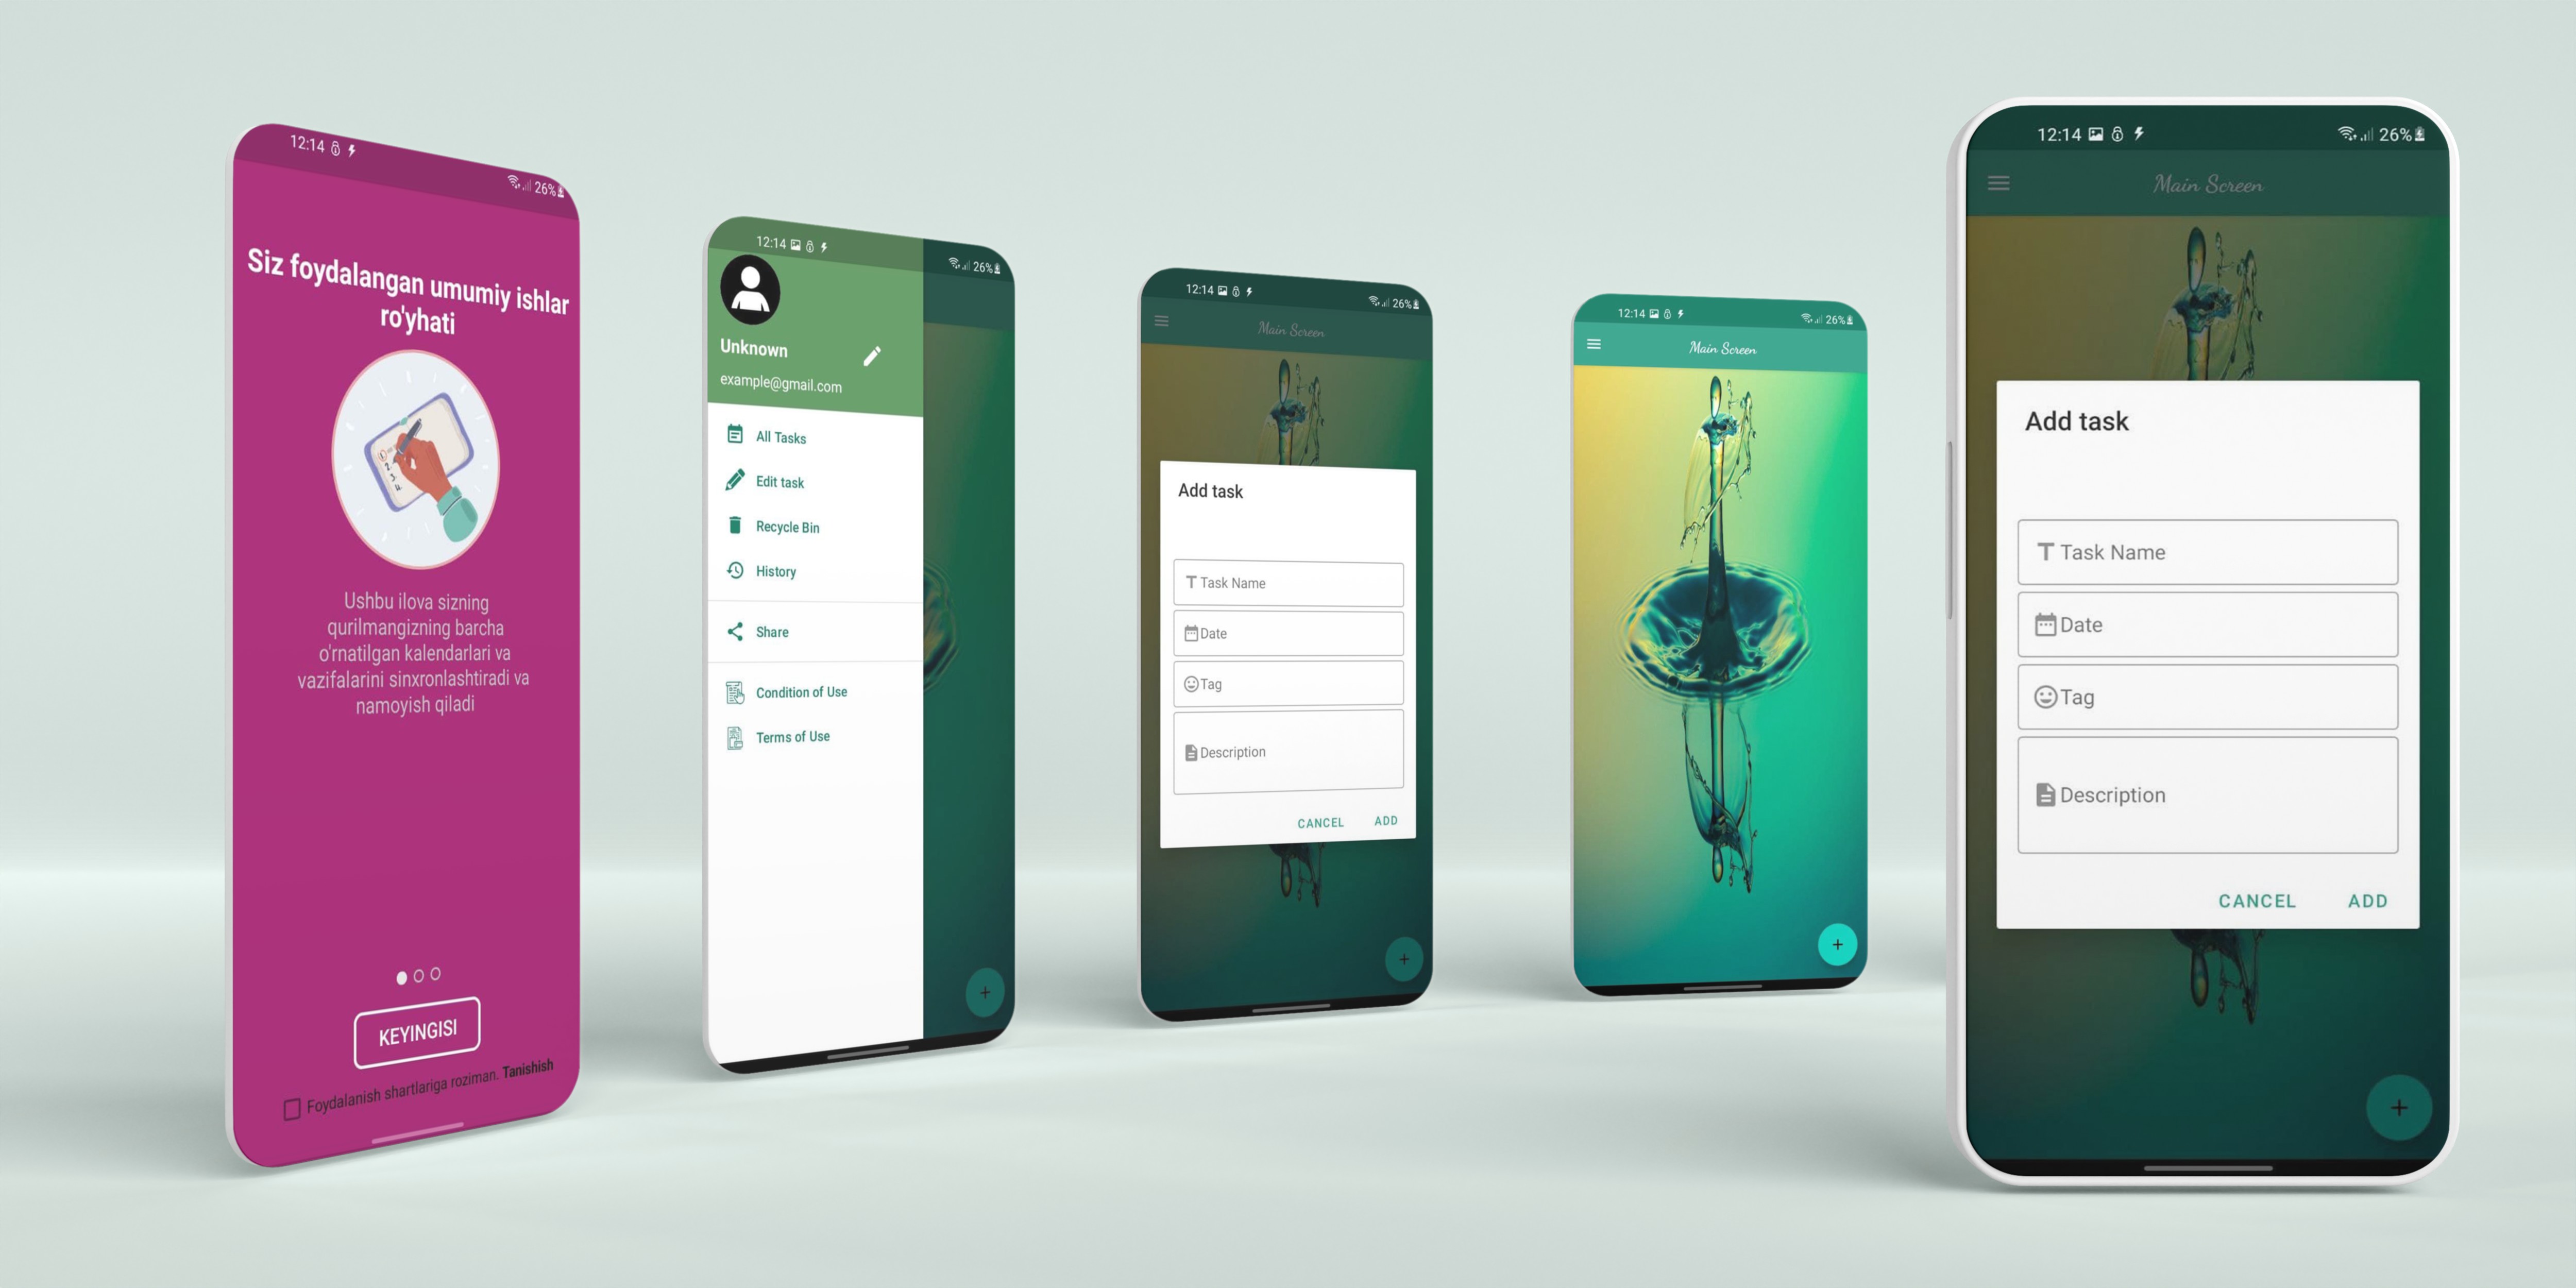 12:14
26%
Siz foydalangan umumiy ishlar
ro'yhati
Ushbu ilova sizning
qurilmangizning barcha
o'rnatilgan kalendarlari va
vazifalarini sinxronlashtiradi va
namoyish qiladi
KEYINGISI
Foydalanish shartlariga roziman. Tanishish
12:14
26%
Unknown
example@gmail.com
All Tasks
Edit task
Recycle Bin
History
Share
Condition of Use
Terms of Use
+
12:14
26%
Main Screen
Add task
Task Name
Date
Tag
Description
CANCEL ADD
+
12:14
26%
Main Screen
+
12:14
26%
Main Screen
Add task
Task Name
Date
Tag
Description
CANCEL ADD
+